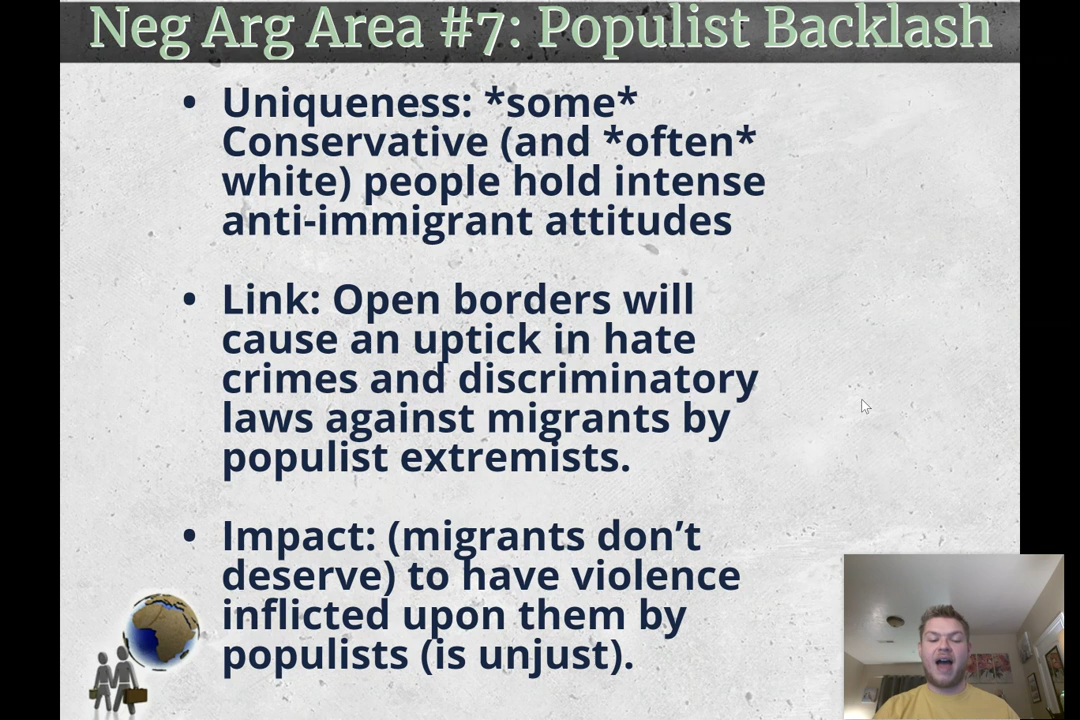 Neg Arg Area #7: Populist Backlash
• Uniqueness: *some*
Conservative (and *often*
white) people hold intense
anti-immigrant attitudes
• Link: Open borders will
cause an uptick in hate
crimes and discriminatory
laws against migrants by
populist extremists.
• Impact: (migrants don’t
deserve) to have violence
inflicted upon them by
populists (is unjust).